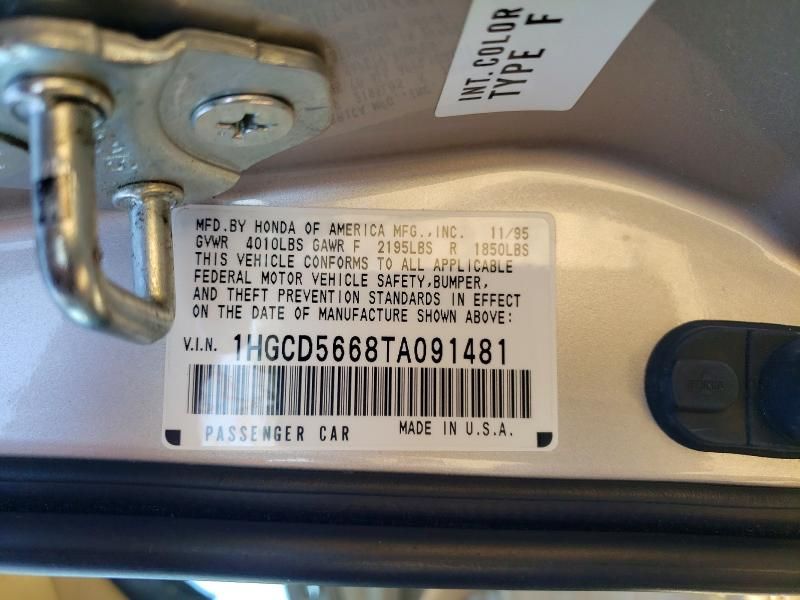 INT. COLOR
TYPE F
MFD.BY HONDA OF AMERICA MFG.,INC. 11/95
GVWR 4010LBS GAWR F 2195LBS R 1850LBS
THIS VEHICLE CONFORMS TO ALL APPLICABLE
FEDERAL MOTOR VEHICLE SAFETY,BUMPER,
AND THEFT PREVENTION STANDARDS IN EFFECT
ON THE DATE OF MANUFACTURE SHOWN ABOVE:
V.I.N. 1HGCD5668TA091481
PASSENGER CAR MADE IN U.S.A.